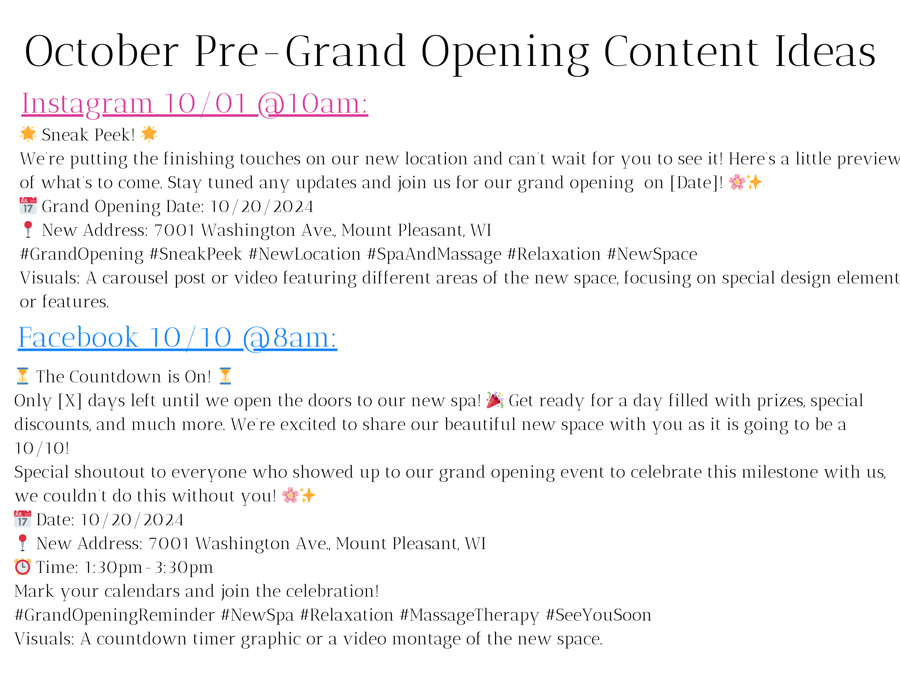 October Pre-Grand Opening Content Ideas
Instagram 10/01 @10am:
🌟 Sneak Peek! 🌟
We're putting the finishing touches on our new location and can't wait for you to see it! Here's a little preview
of what's to come. Stay tuned any updates and join us for our grand opening on [Date]! 🌸✨
📅 Grand Opening Date: 10/20/2024
📍 New Address: 7001 Washington Ave., Mount Pleasant, WI
#GrandOpening #SneakPeek #NewLocation #SpaAndMassage #Relaxation #NewSpace
Visuals: A carousel post or video featuring different areas of the new space, focusing on special design element
or features.
Facebook 10/10 @8am:
⏳ The Countdown is On! ⏳
Only [X] days left until we open the doors to our new spa! 🎉 Get ready for a day filled with prizes, special
discounts, and much more. We're excited to share our beautiful new space with you as it is going to be a
10/10!
Special shoutout to everyone who showed up to our grand opening event to celebrate this milestone with us,
we couldn't do this without you! 🌸✨
📅 Date: 10/20/2024
📍 New Address: 7001 Washington Ave., Mount Pleasant, WI
⏰ Time: 1:30pm-3:30pm
Mark your calendars and join the celebration!
#GrandOpeningReminder #NewSpa #Relaxation #MassageTherapy #SeeYouSoon
Visuals: A countdown timer graphic or a video montage of the new space.